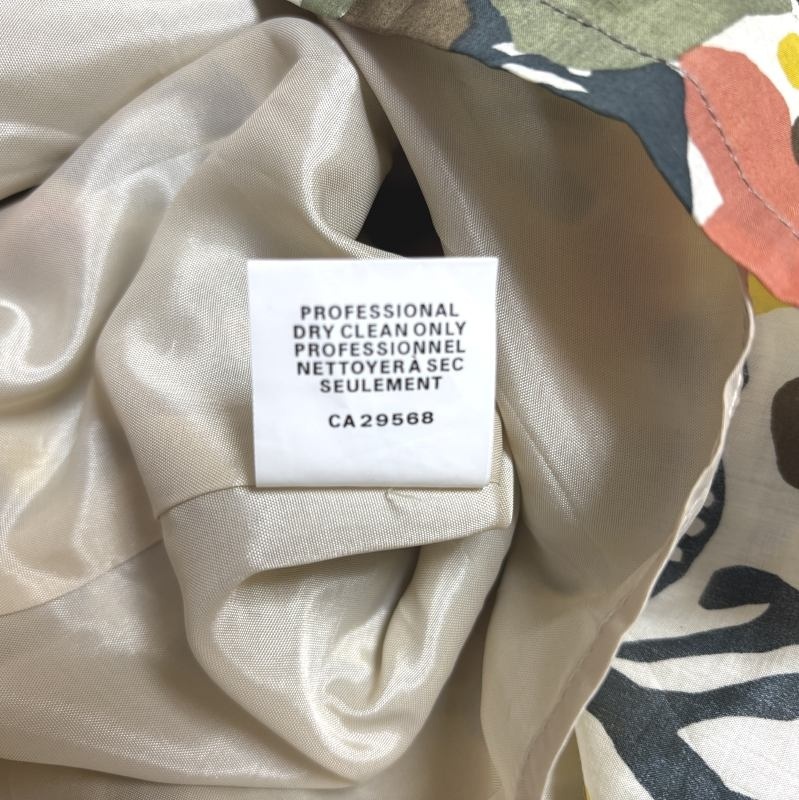 PROFESSIONAL
DRY CLEAN ONLY
PROFESSIONNEL
NETTOYER À SEC
SEULEMENT
CA29568